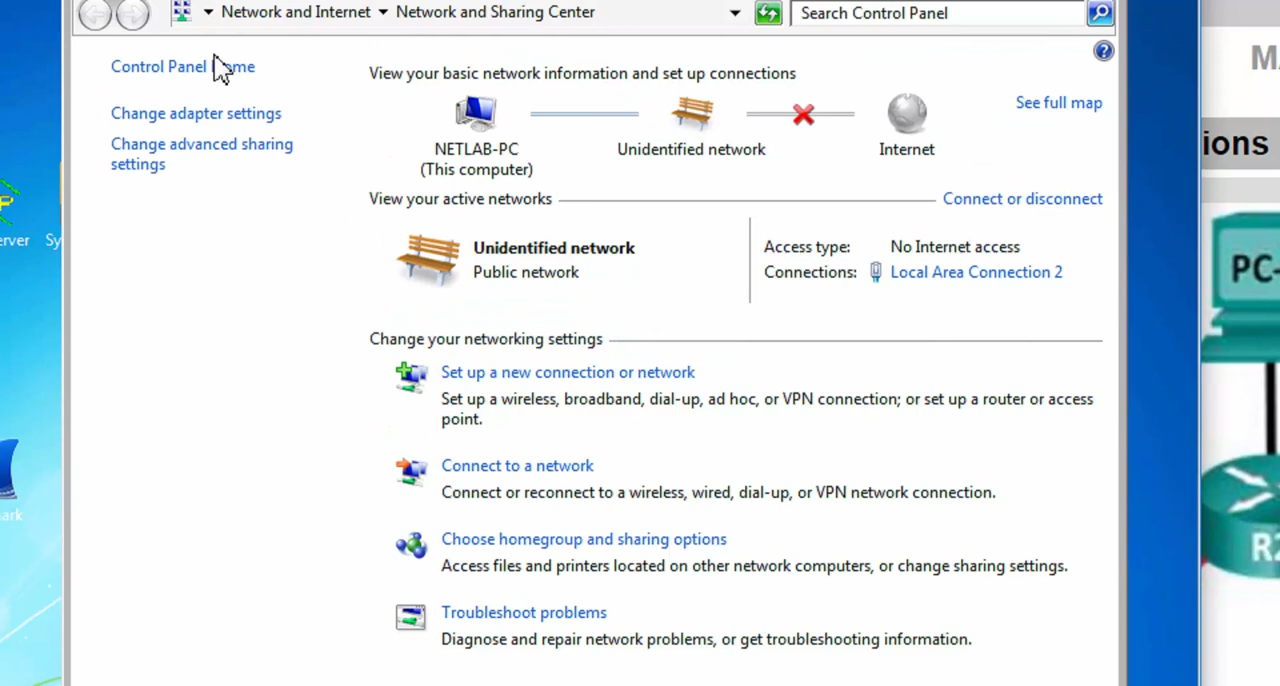 Network and Internet Network and Sharing Center
Search Control Panel
Control Panel
Change adapter settings
Change advanced sharing
settings
View your basic network information and set up connections
See full map
NETLAB-PC
(This computer)
Unidentified network
Internet
View your active networks
Connect or disconnect
Unidentified network
Public network
Access type: No Internet access
Connections: Local Area Connection 2
Change your networking settings
Set up a new connection or network
Set up a wireless, broadband, dial-up, ad hoc, or VPN connection; or set up a router or access
point.
Connect to a network
Connect or reconnect to a wireless, wired, dial-up, or VPN network connection.
Choose homegroup and sharing options
Access files and printers located on other network computers, or change sharing settings.
Troubleshoot problems
Diagnose and repair network problems, or get troubleshooting information.
erver
Sy
ark
M
ions
PC-
R2